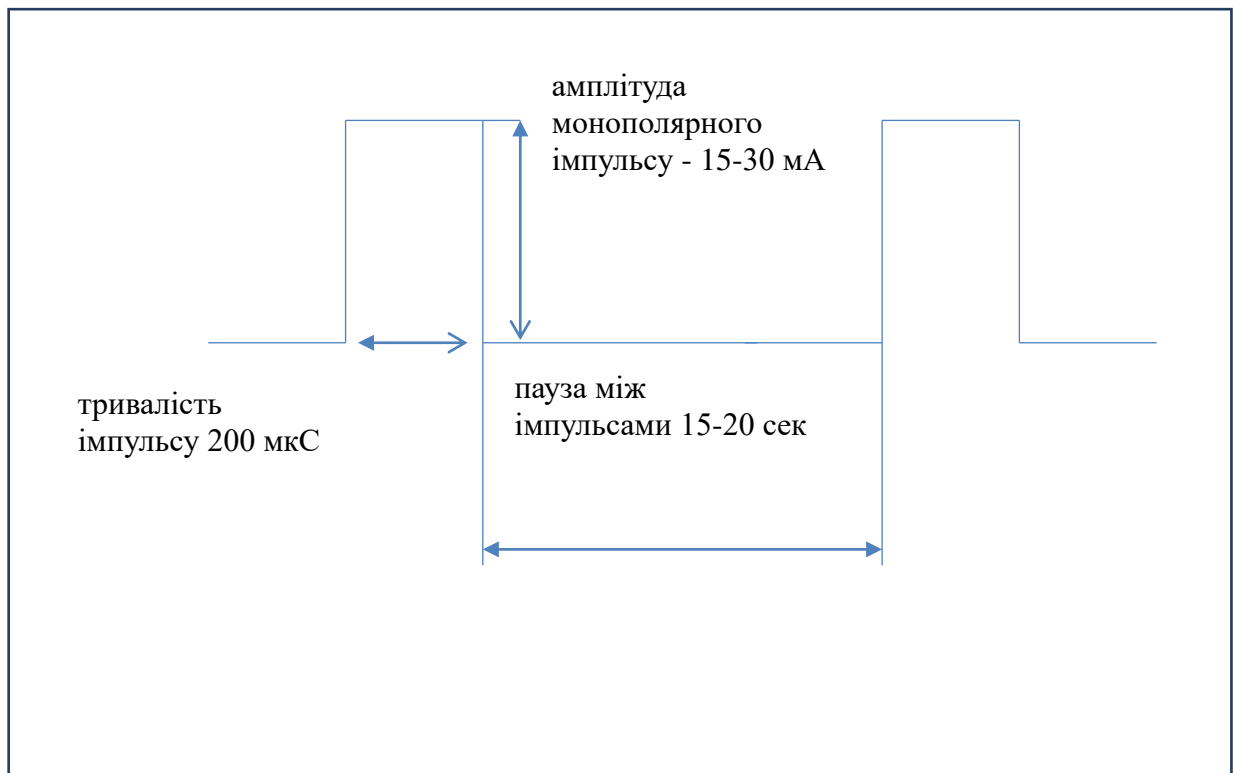 амплітуда
монополярного
імпульсу - 15-30 мА
тривалість
імпульсу 200 мкС
пауза між
імпульсами 15-20 сек